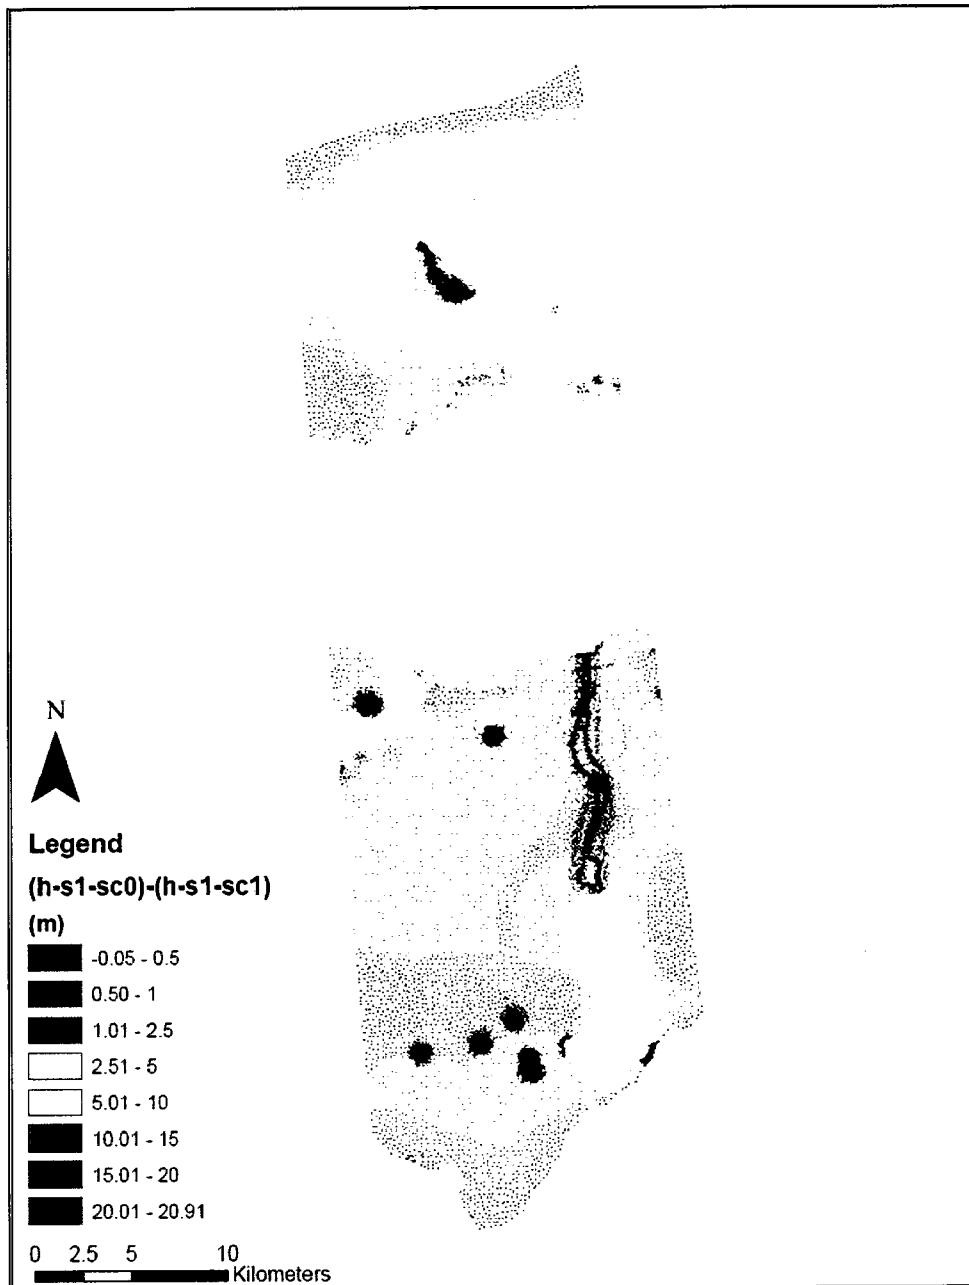 N
Legend
(h-s1-sc0)-(h-s1-sc1)
(m)
-0.05 - 0.5
0.50 - 1
1.01 - 2.5
2.51 - 5
5.01 - 10
10.01 - 15
15.01 - 20
20.01 - 20.91
0 2.5 5 10
Kilometers